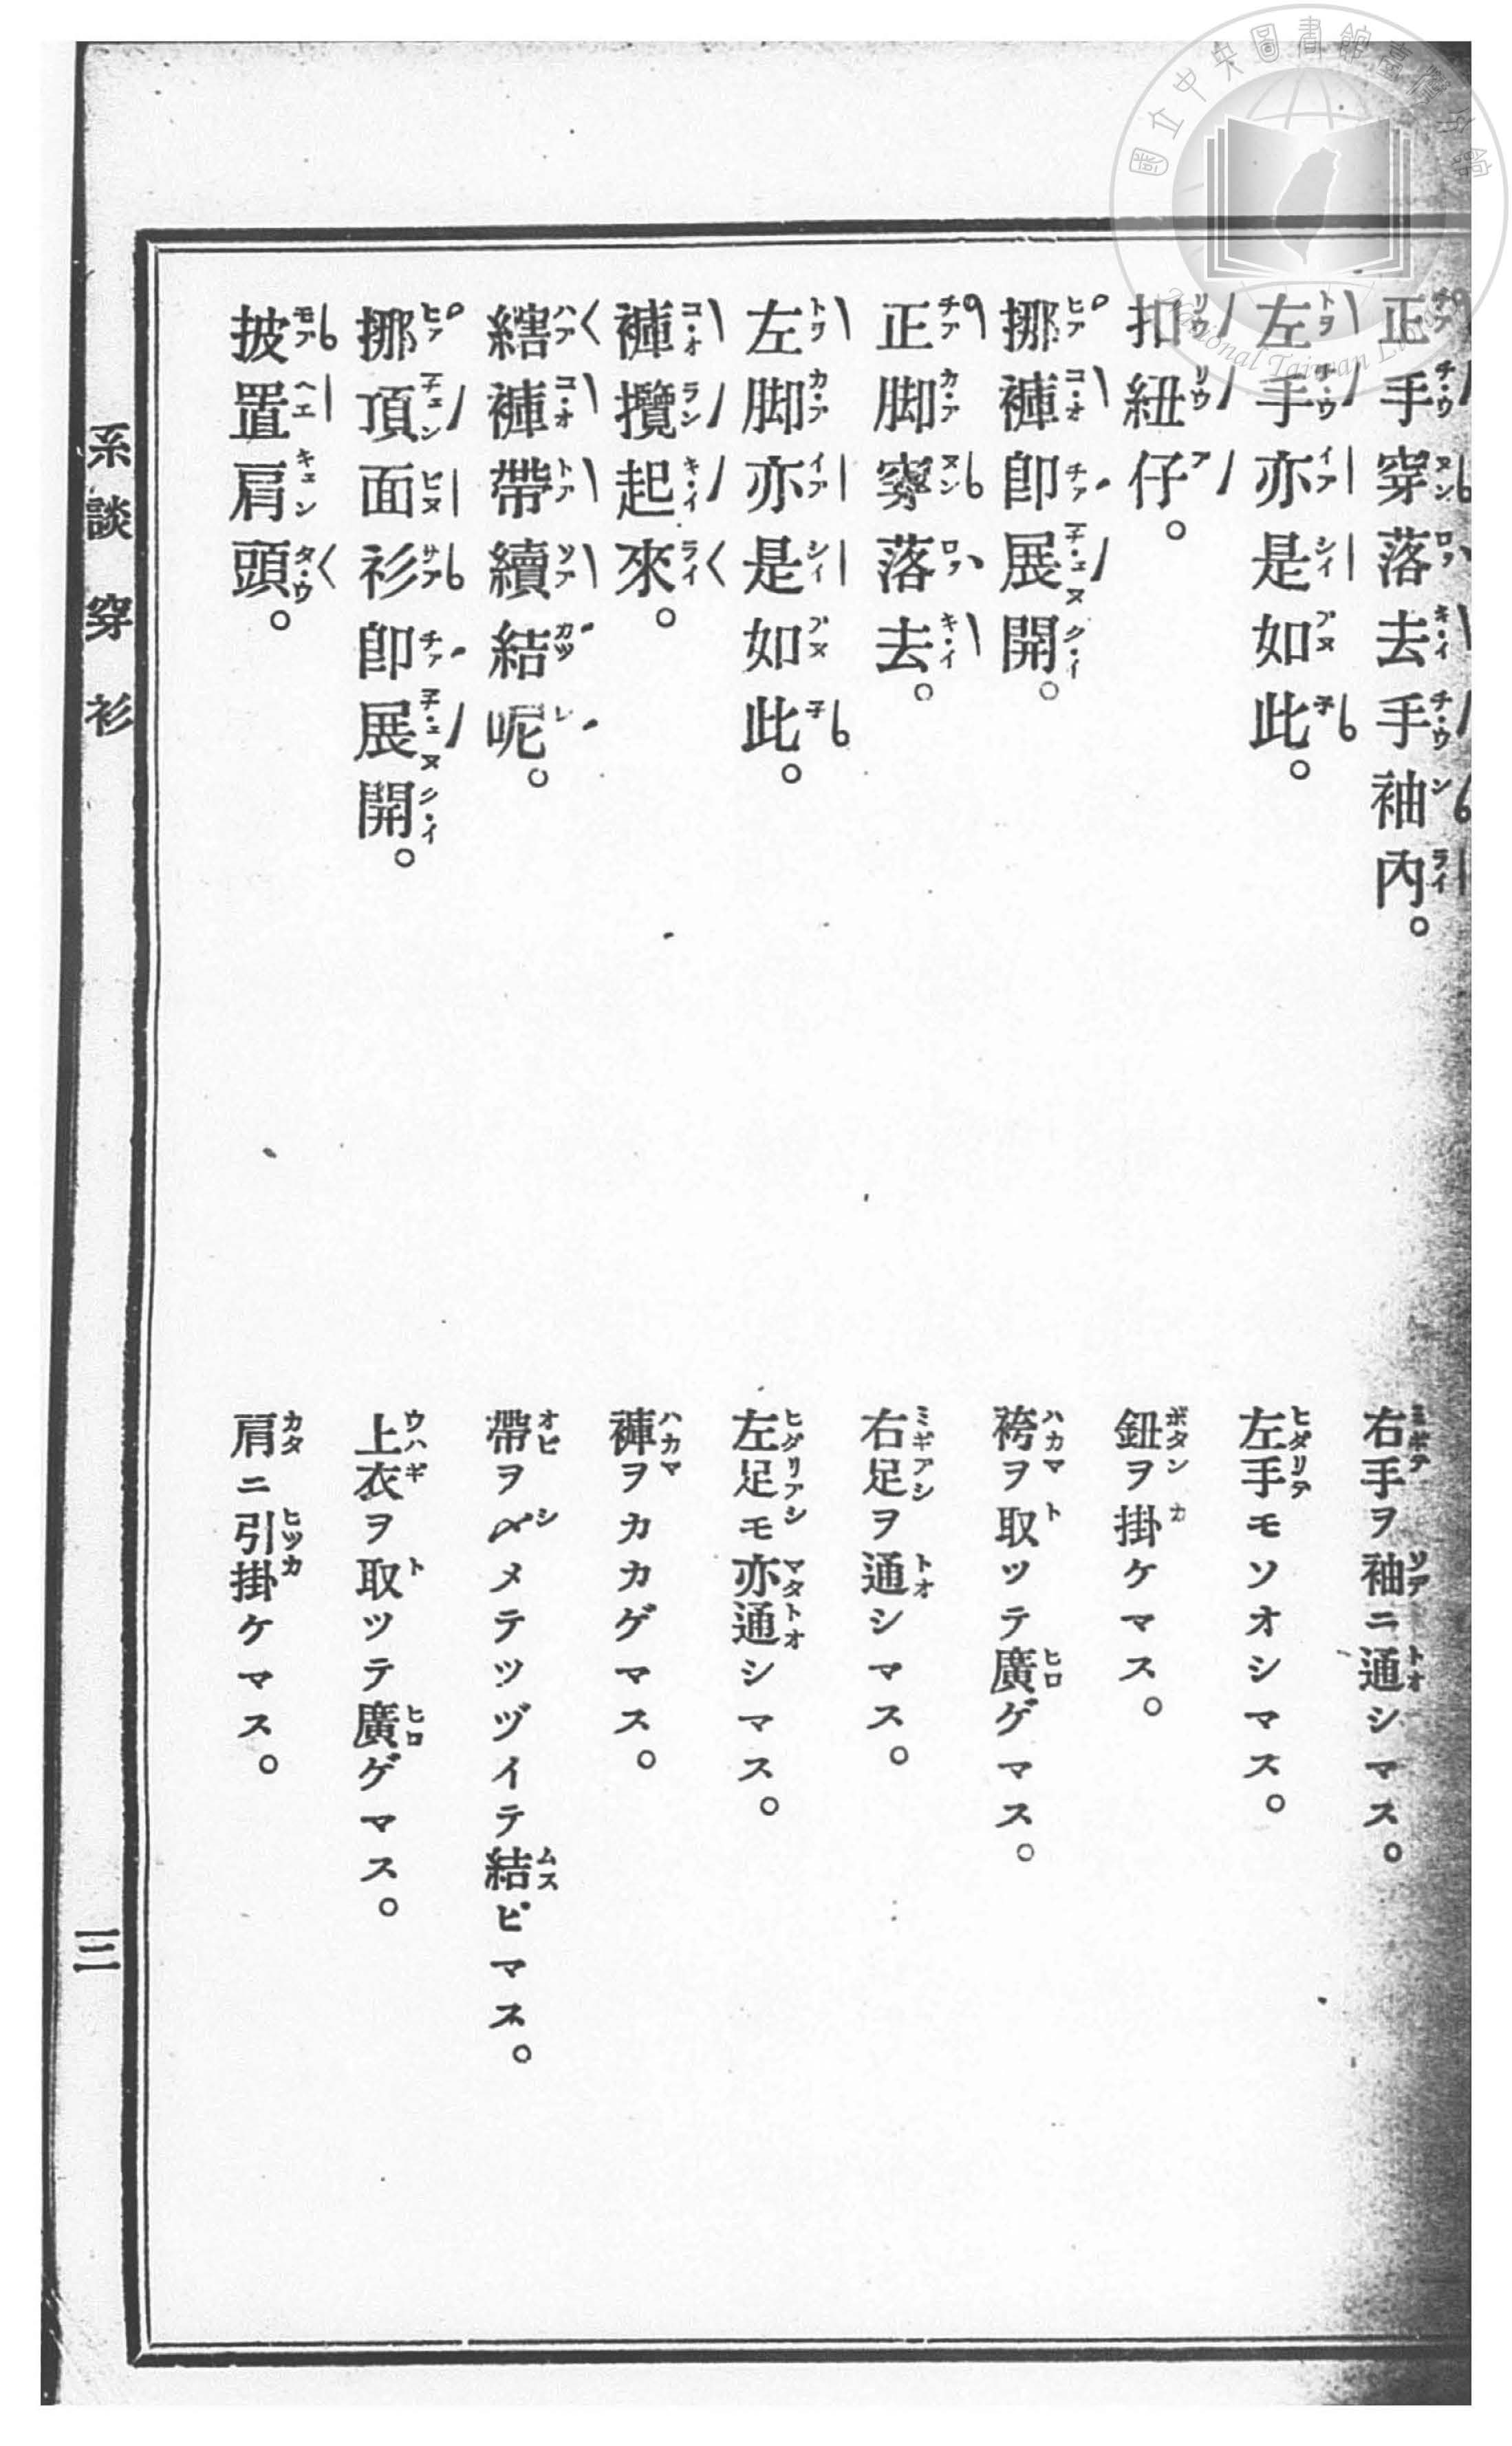 正手穿落去手袖內。
右手ヲ袖ニ通シマス。
左手亦是如此。
左手モソオシマス。
扣紐仔。
鈕ヲ掛ケマス。
挪褲卽展開。
袴ヲ取ッテ廣ゲマス。
正脚穿落去。
右足ヲ通シマス。
左脚亦是如此。
左足モ亦通シマス。
褲攬起來。
褲ヲカカゲマス。
縖褲帶續結呢。
帶ヲ〆メテツヅイテ結ビマス。
挪頂面衫卽展開。
上衣ヲ取ッテ廣ゲマス。
披置肩頭。
肩ニ引掛ケマス。
系談 穿衫
三
國立中央圖書館臺灣分館
National Taiwan Library